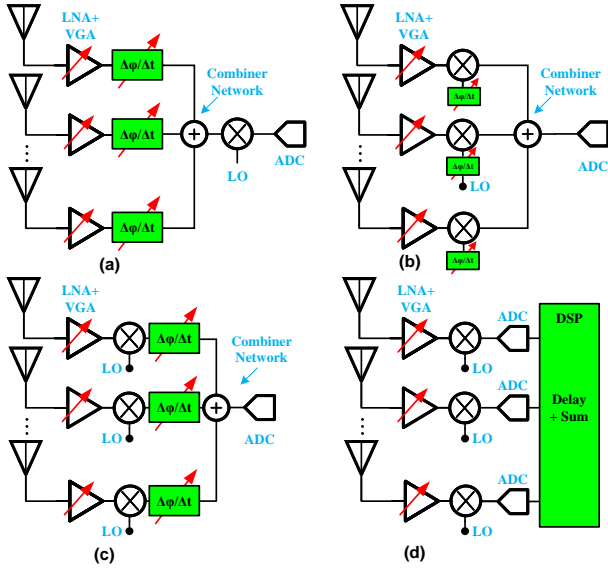 LNA+
VGA
Δφ/Δt
Combiner
Network
Δφ/Δt
+
LO
ADC
Δφ/Δt
(a)
LNA+
VGA
Δφ/Δt
Combiner
Network
+
Δφ/Δt
LO
ADC
Δφ/Δt
(b)
LNA+
VGA
Δφ/Δt
Combiner
Network
LO
Δφ/Δt
+
LO
ADC
Δφ/Δt
LO
(c)
LNA+
VGA
ADC
DSP
LO
ADC
Delay
+ Sum
LO
ADC
LO
(d)